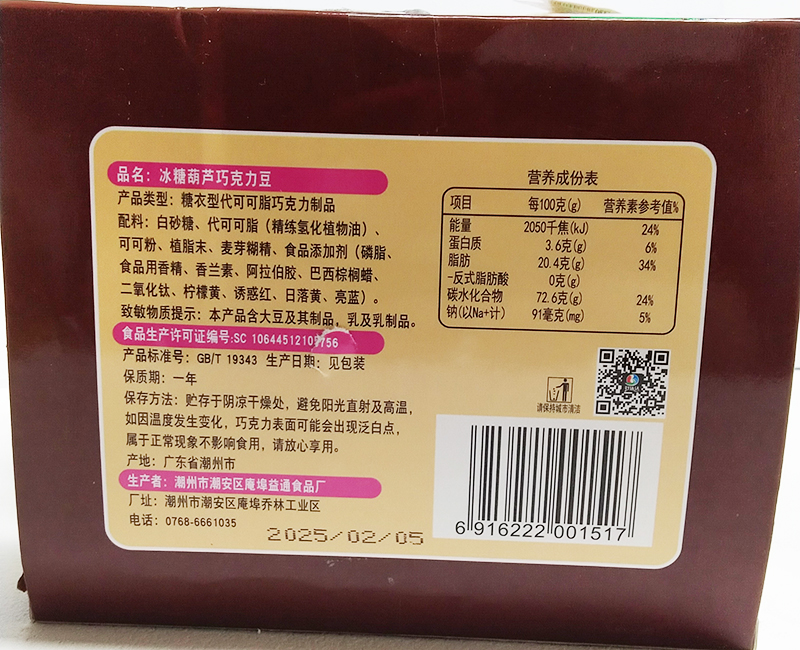 品名：冰糖葫芦巧克力豆
产品类型：糖衣型代可可脂巧克力制品
配料：白砂糖、代可可脂（精练氢化植物油）、
可可粉、植脂末、麦芽糊精、食品添加剂（磷脂、
食品用香精、香兰素、阿拉伯胶、巴西棕榈蜡、
二氧化钛、柠檬黄、诱惑红、日落黄、亮蓝）。
致敏物质提示：本产品含大豆及其制品，乳及乳制品。
食品生产许可证编号:SC 10644512109756
产品标准号：GB/T 19343 生产日期：见包装
保质期：一年
保存方法：贮存于阴凉干燥处，避免阳光直射及高温，
如因温度发生变化，巧克力表面可能会出现泛白点，
属于正常现象不影响食用，请放心享用。
产地：广东省潮州市
生产者：潮州市潮安区庵埠益通食品厂
厂址：潮州市潮安区庵埠乔林工业区
电话：0768-6661035
2025/02/05
营养成份表
项目 每100克(g) 营养素参考值%
能量 2050千焦(kJ) 24%
蛋白质 3.6克(g) 6%
脂肪 20.4克(g) 34%
-反式脂肪酸 0克(g)
碳水化合物 72.6克(g) 24%
钠(以Na+计) 91毫克(mg) 5%
请保持城市清洁
6 916222 001517